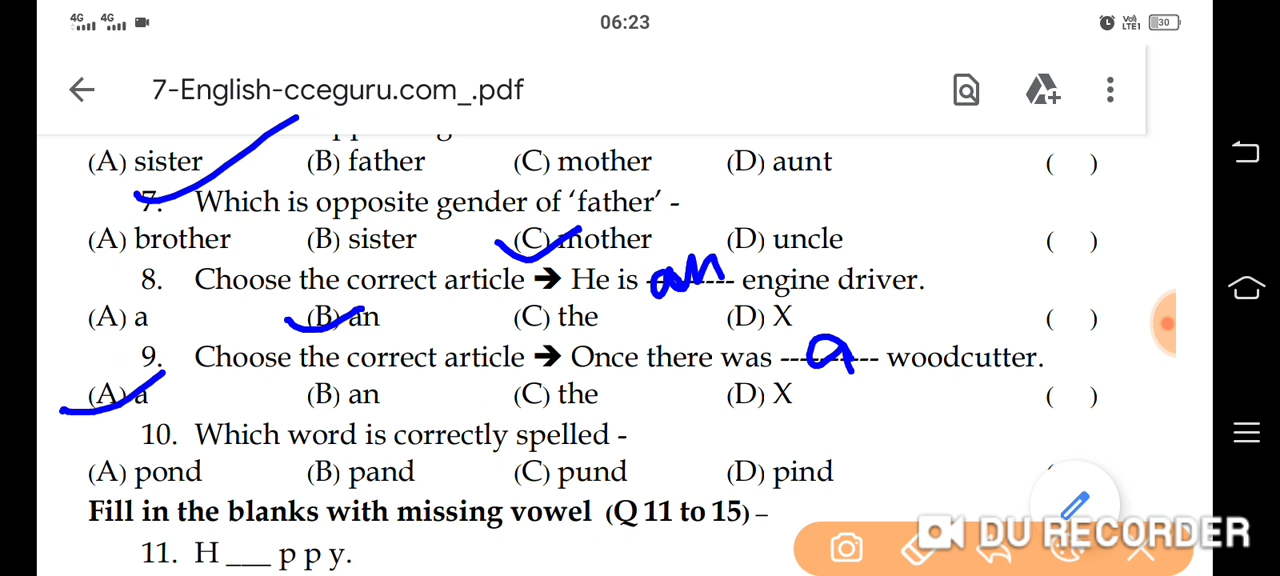 4G 4G 06:23 VoD LTE1 30
7-English-cceguru.com_.pdf
(A) sister (B) father (C) mother (D) aunt ( )
7. Which is opposite gender of ‘father’ -
(A) brother (B) sister (C) mother (D) uncle ( )
8. Choose the correct article ➔ He is ---an--- engine driver.
(A) a (B) an (C) the (D) X ( )
9. Choose the correct article ➔ Once there was ---a--- woodcutter.
(A) a (B) an (C) the (D) X ( )
10. Which word is correctly spelled -
(A) pond (B) pand (C) pund (D) pind
Fill in the blanks with missing vowel (Q 11 to 15) –
DU RECORDER
11. H ___ p p y.